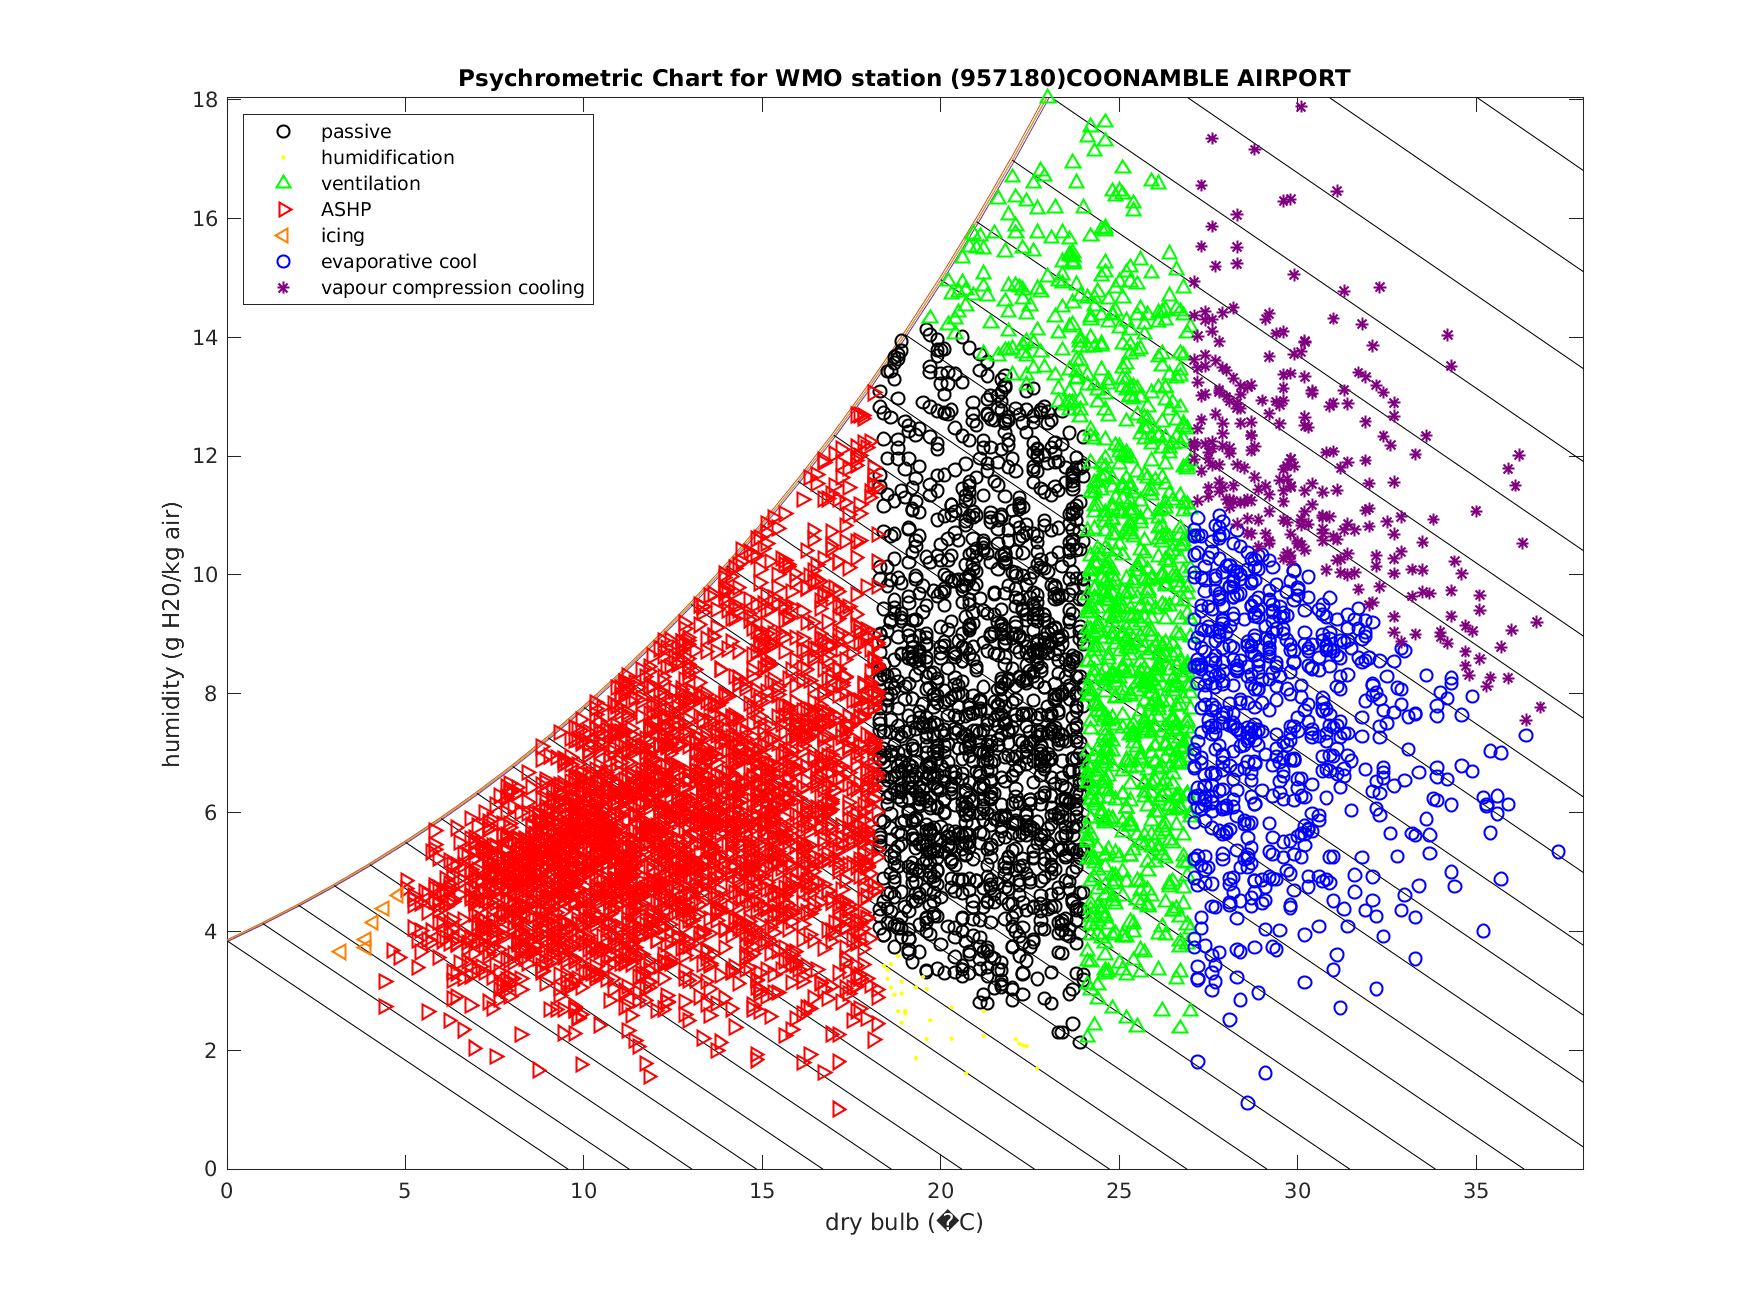 Psychrometric Chart for WMO station (957180)COONAMBLE AIRPORT
passive
humidification
ventilation
ASHP
icing
evaporative cool
vapour compression cooling
humidity (g H20/kg air)
18
16
14
12
10
8
6
4
2
0
0 5 10 15 20 25 30 35
dry bulb (�C)